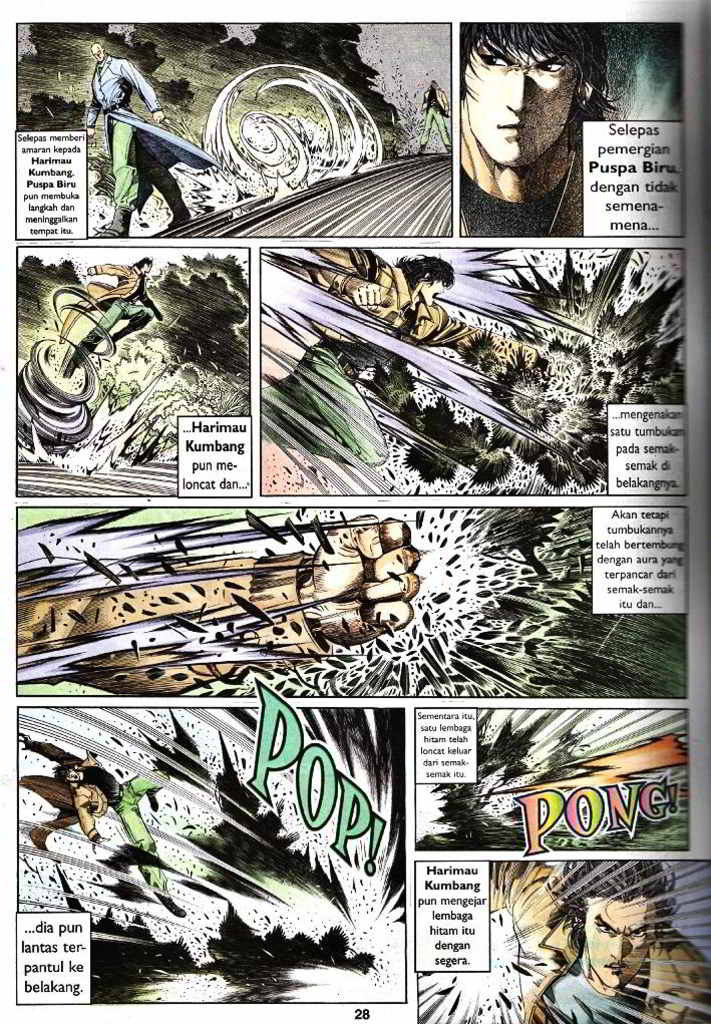 Selepas memberi
amaran kepada
Harimau
Kumbang,
Puspa Biru
pun membuka
langkah dan
meninggalkan
tempat itu.
Selepas
pemergian
Puspa Biru,
dengan tidak
semena-
mena...
...Harimau
Kumbang
pun me-
loncat dan...
...mengenakan
satu tumbukan
pada semak-
semak di
belakangnya.
Akan tetapi
tumbukannya
telah bertembung
dengan aura yang
terpancar dari
semak-semak
itu dan...
POP!
...dia pun
lantas ter-
pantul ke
belakang.
Sementara itu,
satu lembaga
hitam telah
loncat keluar
dari semak-
semak itu.
PONG!
Harimau
Kumbang
pun mengejar
lembaga
hitam itu
dengan
segera.
28